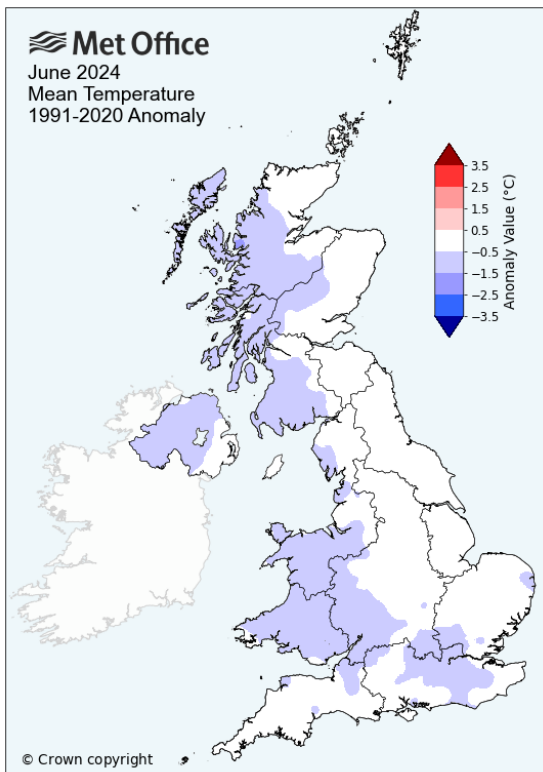 Met Office
June 2024
Mean Temperature
1991-2020 Anomaly
3.5
2.5
1.5
0.5
−0.5
−1.5
−2.5
−3.5
Anomaly Value (°C)
© Crown copyright